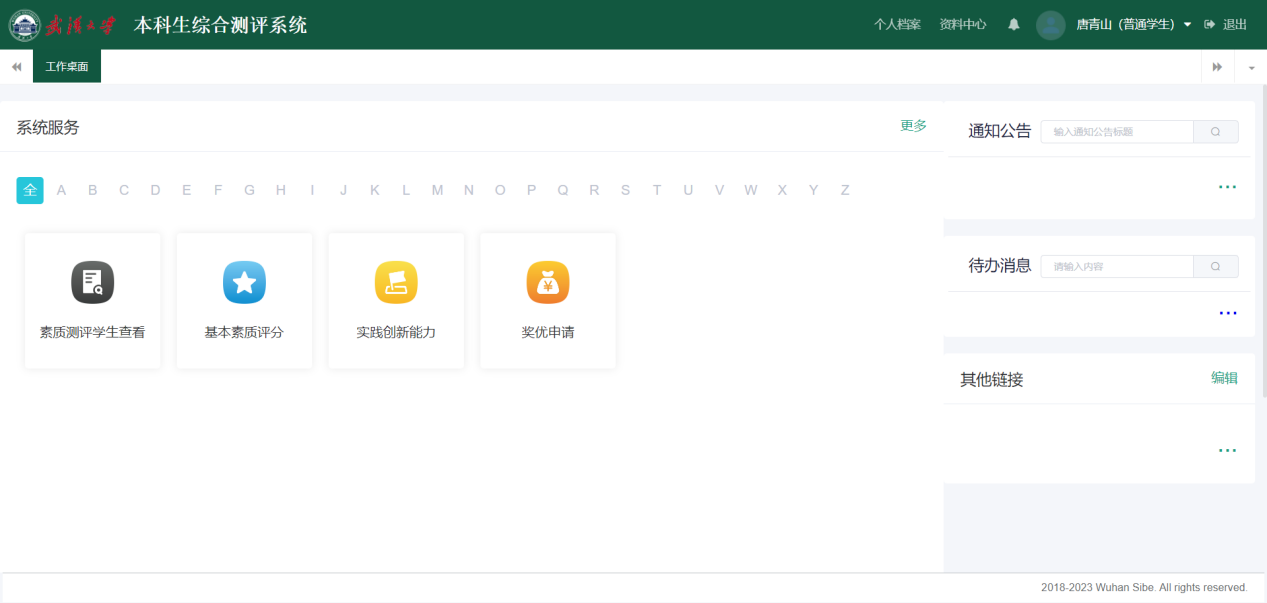 武汉大学 本科生综合测评系统
个人档案 资料中心 唐青山（普通学生） 退出
工作桌面
系统服务 更多
全 A B C D E F G H I J K L M N O P Q R S T U V W X Y Z
素质测评学生查看 基本素质评分 实践创新能力 奖优申请
通知公告 输入通知公告标题
...
待办消息 请输入内容
...
其他链接 编辑
...
2018-2023 Wuhan Sibe. All rights reserved.